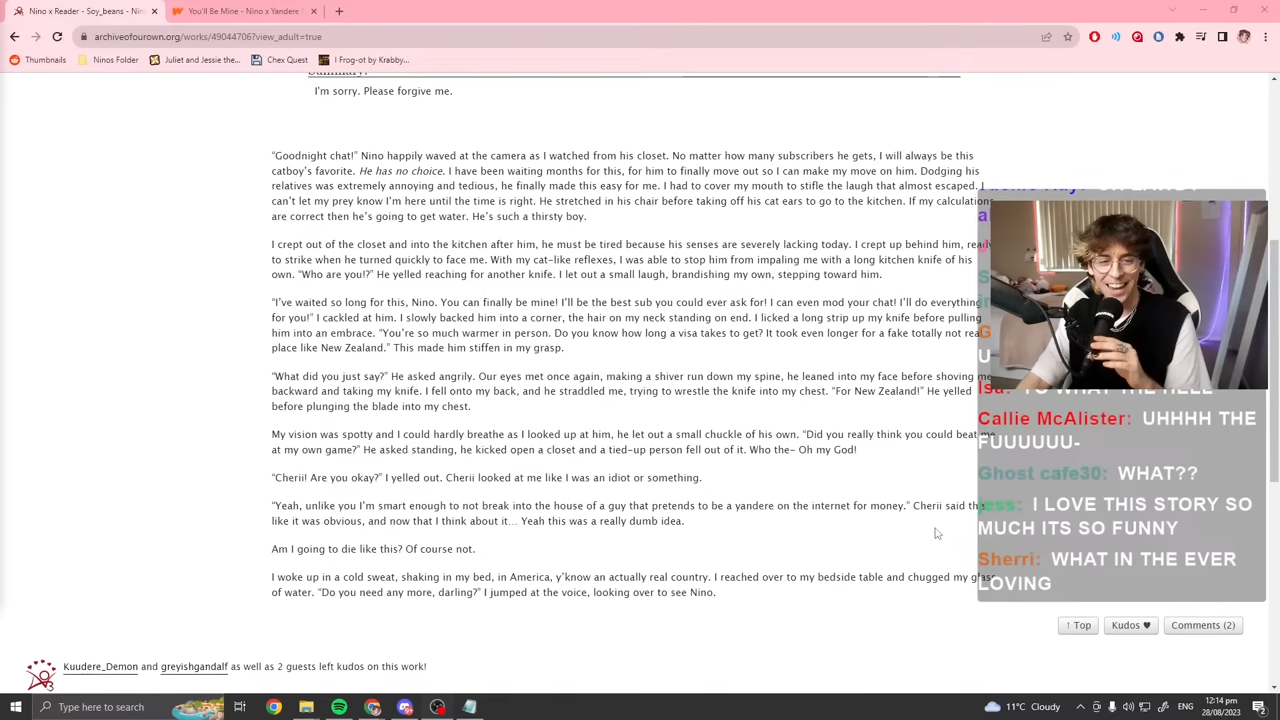 Nino x Reader - Soy_beans - Nin
You'll Be Mine - Nino x Yandere F
archiveofourown.org/works/49044706?view_adult=true
Thumbnails
Ninos Folder
Juliet and Jessie the...
Chex Quest
I Frog-ot by Krabby...
Summary:
I'm sorry. Please forgive me.
“Goodnight chat!” Nino happily waved at the camera as I watched from his closet. No matter how many subscribers he gets, I will always be this
catboy’s favorite. He has no choice. I have been waiting months for this, for him to finally move out so I can make my move on him. Dodging his
relatives was extremely annoying and tedious, he finally made this easy for me. I had to cover my mouth to stifle the laugh that almost escaped. I
can’t let my prey know I’m here until the time is right. He stretched in his chair before taking off his cat ears to go to the kitchen. If my calculations
are correct then he’s going to get water. He’s such a thirsty boy.
I crept out of the closet and into the kitchen after him, he must be tired because his senses are severely lacking today. I crept up behind him, ready
to strike when he turned quickly to face me. With my cat-like reflexes, I was able to stop him from impaling me with a long kitchen knife of his
own. “Who are you!?” He yelled reaching for another knife. I let out a small laugh, brandishing my own, stepping toward him.
“I’ve waited so long for this, Nino. You can finally be mine! I’ll be the best sub you could ever ask for! I can even mod your chat! I’ll do everything
for you!” I cackled at him. I slowly backed him into a corner, the hair on my neck standing on end. I licked a long strip up my knife before pulling
him into an embrace. “You’re so much warmer in person. Do you know how long a visa takes to get? It took even longer for a fake totally not real
place like New Zealand.” This made him stiffen in my grasp.
“What did you just say?” He asked angrily. Our eyes met once again, making a shiver run down my spine, he leaned into my face before shoving me
backward and taking my knife. I fell onto my back, and he straddled me, trying to wrestle the knife into my chest. “For New Zealand!” He yelled
before plunging the blade into my chest.
My vision was spotty and I could hardly breathe as I looked up at him, he let out a small chuckle of his own. “Did you really think you could beat me
at my own game?” He asked standing, he kicked open a closet and a tied-up person fell out of it. Who the- Oh my God!
“Cherii! Are you okay?” I yelled out. Cherii looked at me like I was an idiot or something.
“Yeah, unlike you I’m smart enough to not break into the house of a guy that pretends to be a yandere on the internet for money.” Cherii said this
like it was obvious, and now that I think about it… Yeah this was a really dumb idea.
Am I going to die like this? Of course not.
I woke up in a cold sweat, shaking in my bed, in America, y’know an actually real country. I reached over to my bedside table and chugged my glass
of water. “Do you need any more, darling?” I jumped at the voice, looking over to see Nino.
U
Isa: YO WHAT THE HELL
Callie McAlister: UHHHH THE
FUUUUU-
Ghost cafe30: WHAT??
jess: I LOVE THIS STORY SO
MUCH ITS SO FUNNY
Sherri: WHAT IN THE EVER
LOVING
↑ Top
Kudos ♥
Comments (2)
Kuudere_Demon and greyishgandalf as well as 2 guests left kudos on this work!
Type here to search
11°C Cloudy
ENG
12:14 pm
28/08/2023
2